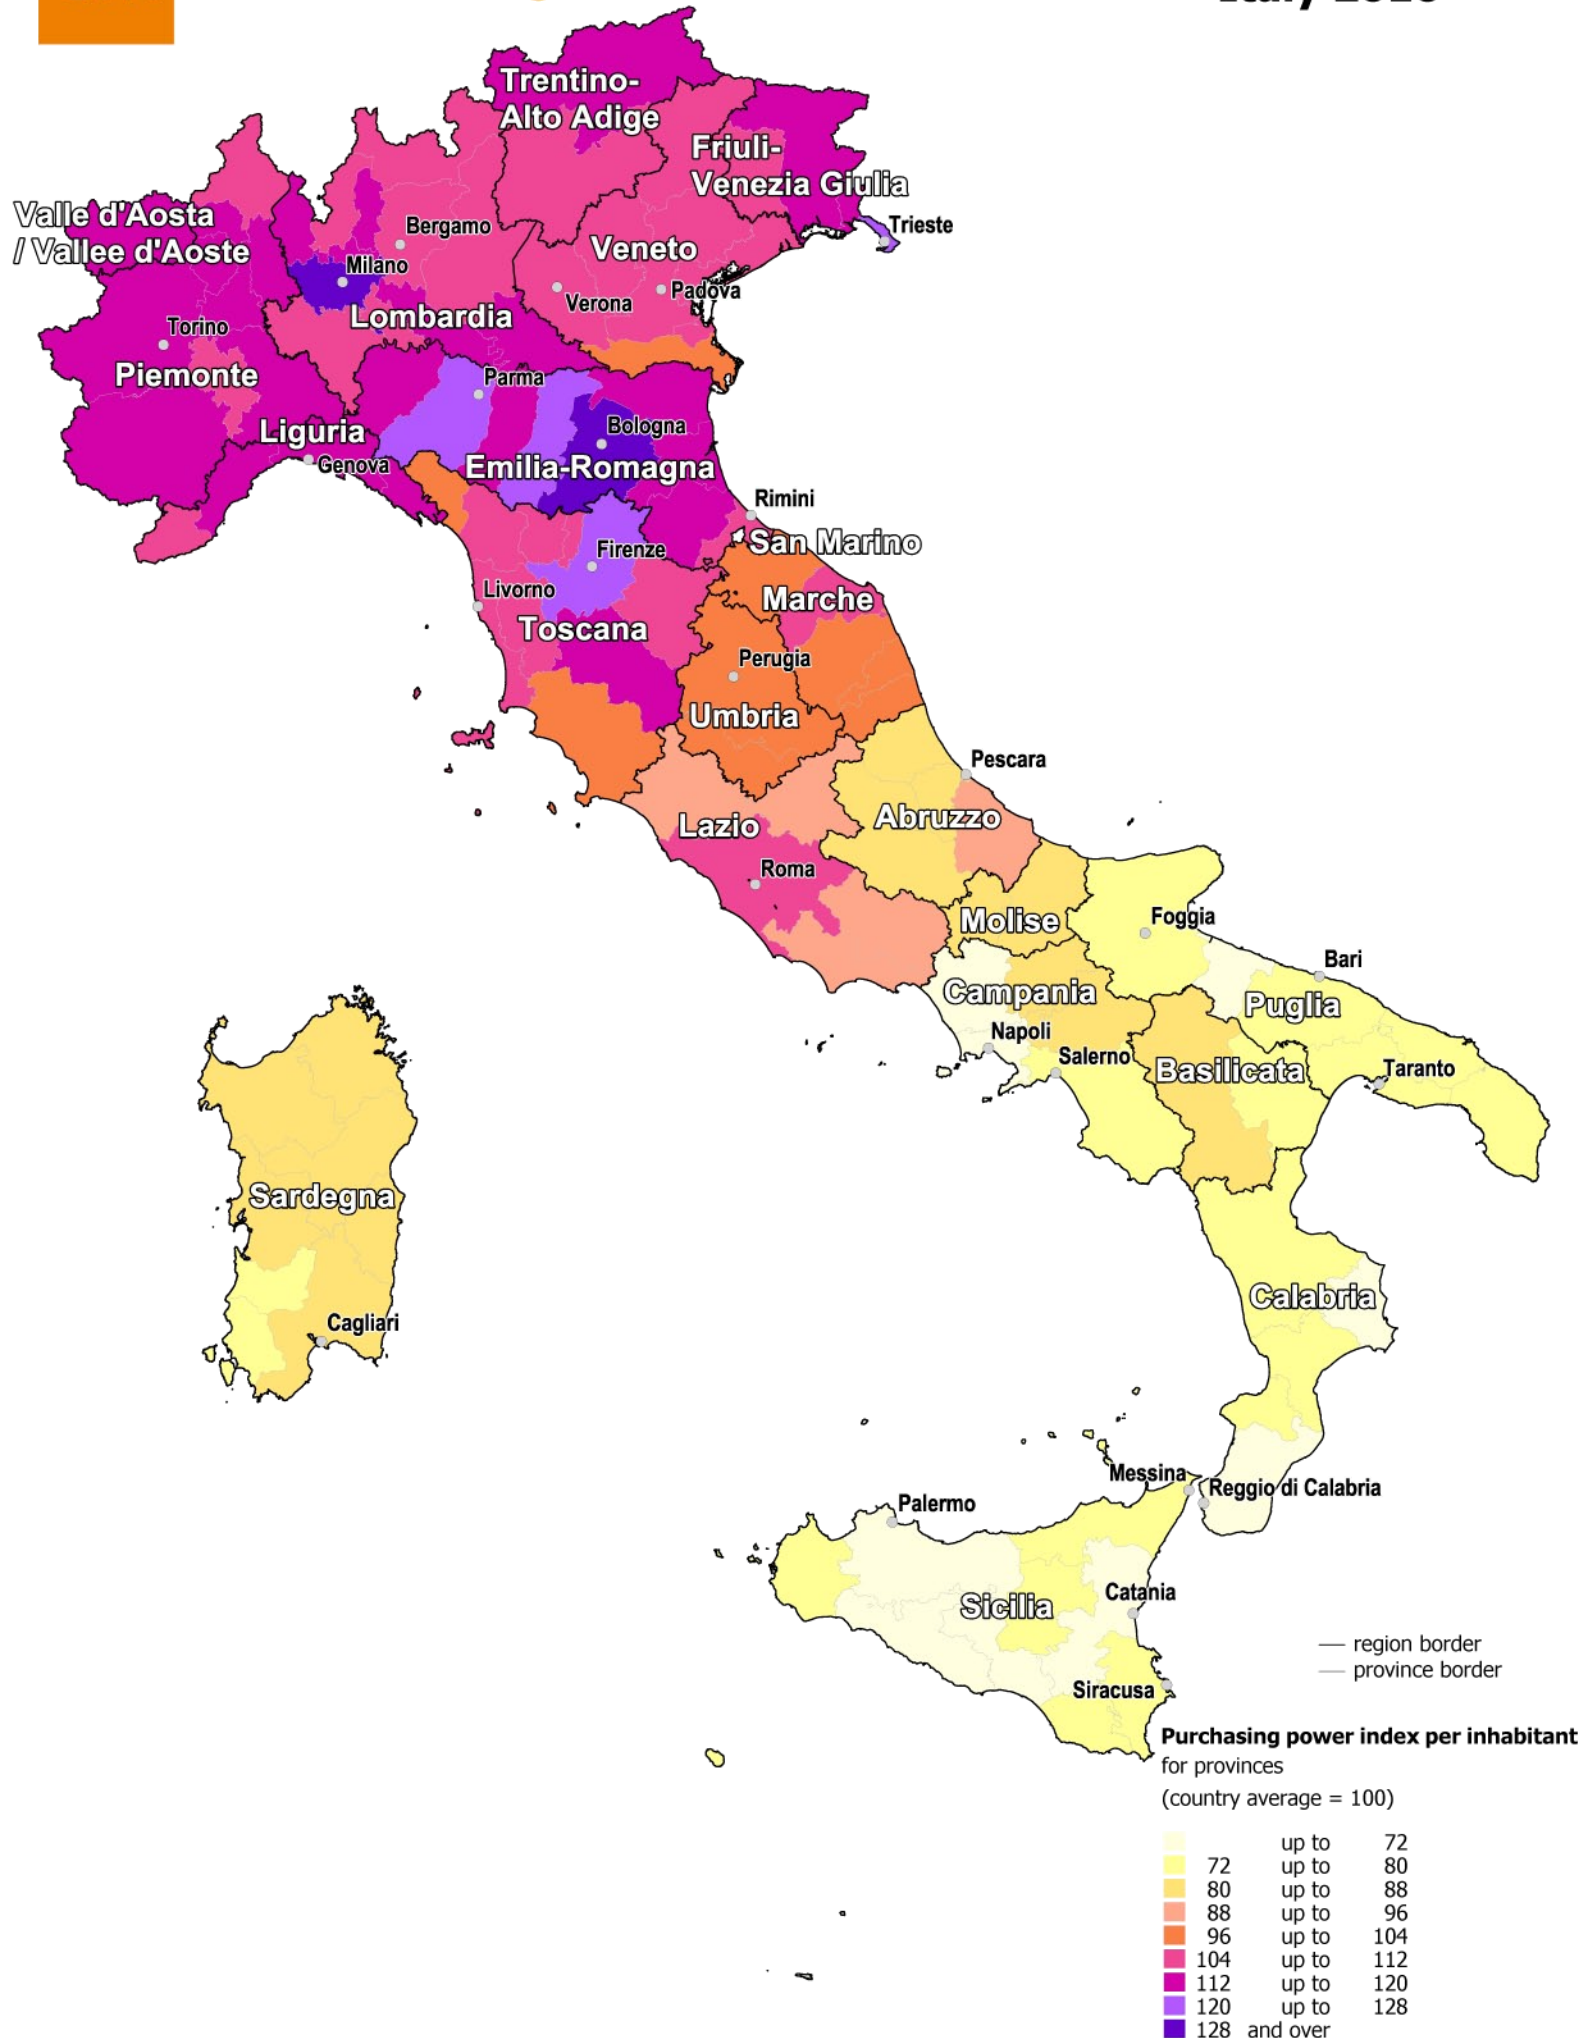 Trentino-
Alto Adige
Friuli-
Venezia Giulia
Valle d'Aosta
/ Vallee d'Aoste
Trieste
Bergamo
Veneto
Milano
Verona
Padova
Lombardia
Torino
Piemonte
Parma
Liguria
Bologna
Genova
Emilia-Romagna
Rimini
San Marino
Firenze
Livorno
Marche
Toscana
Perugia
Umbria
Pescara
Lazio
Abruzzo
Roma
Molise
Foggia
Bari
Campania
Puglia
Napoli
Salerno
Basilicata
Taranto
Sardegna
Calabria
Cagliari
Messina
Reggio di Calabria
Palermo
Catania
Sicilia
Siracusa
region border
province border
Purchasing power index per inhabitant
for provinces
(country average = 100)
up to 72
72 up to 80
80 up to 88
88 up to 96
96 up to 104
104 up to 112
112 up to 120
120 up to 128
128 and over